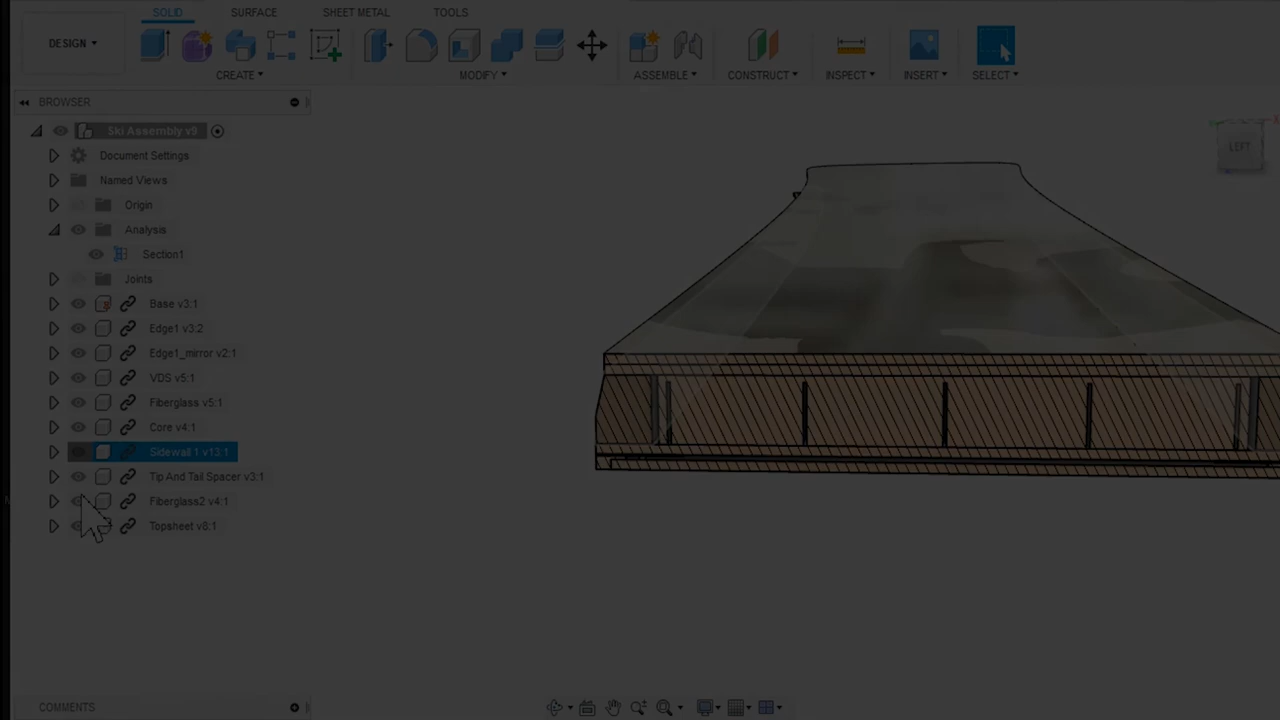 SOLID SURFACE SHEET METAL TOOLS
DESIGN
CREATE MODIFY ASSEMBLE CONSTRUCT INSPECT INSERT SELECT
BROWSER
Ski Assembly v9
Document Settings
Named Views
Origin
Analysis
Section1
Joints
Base v3:1
Edge1 v3:2
Edge1_mirror v2:1
VDS v5:1
Fiberglass v5:1
Core v4:1
Sidewall 1 v13:1
Tip And Tail Spacer v3:1
Fiberglass2 v4:1
Topsheet v8:1
LEFT
COMMENTS